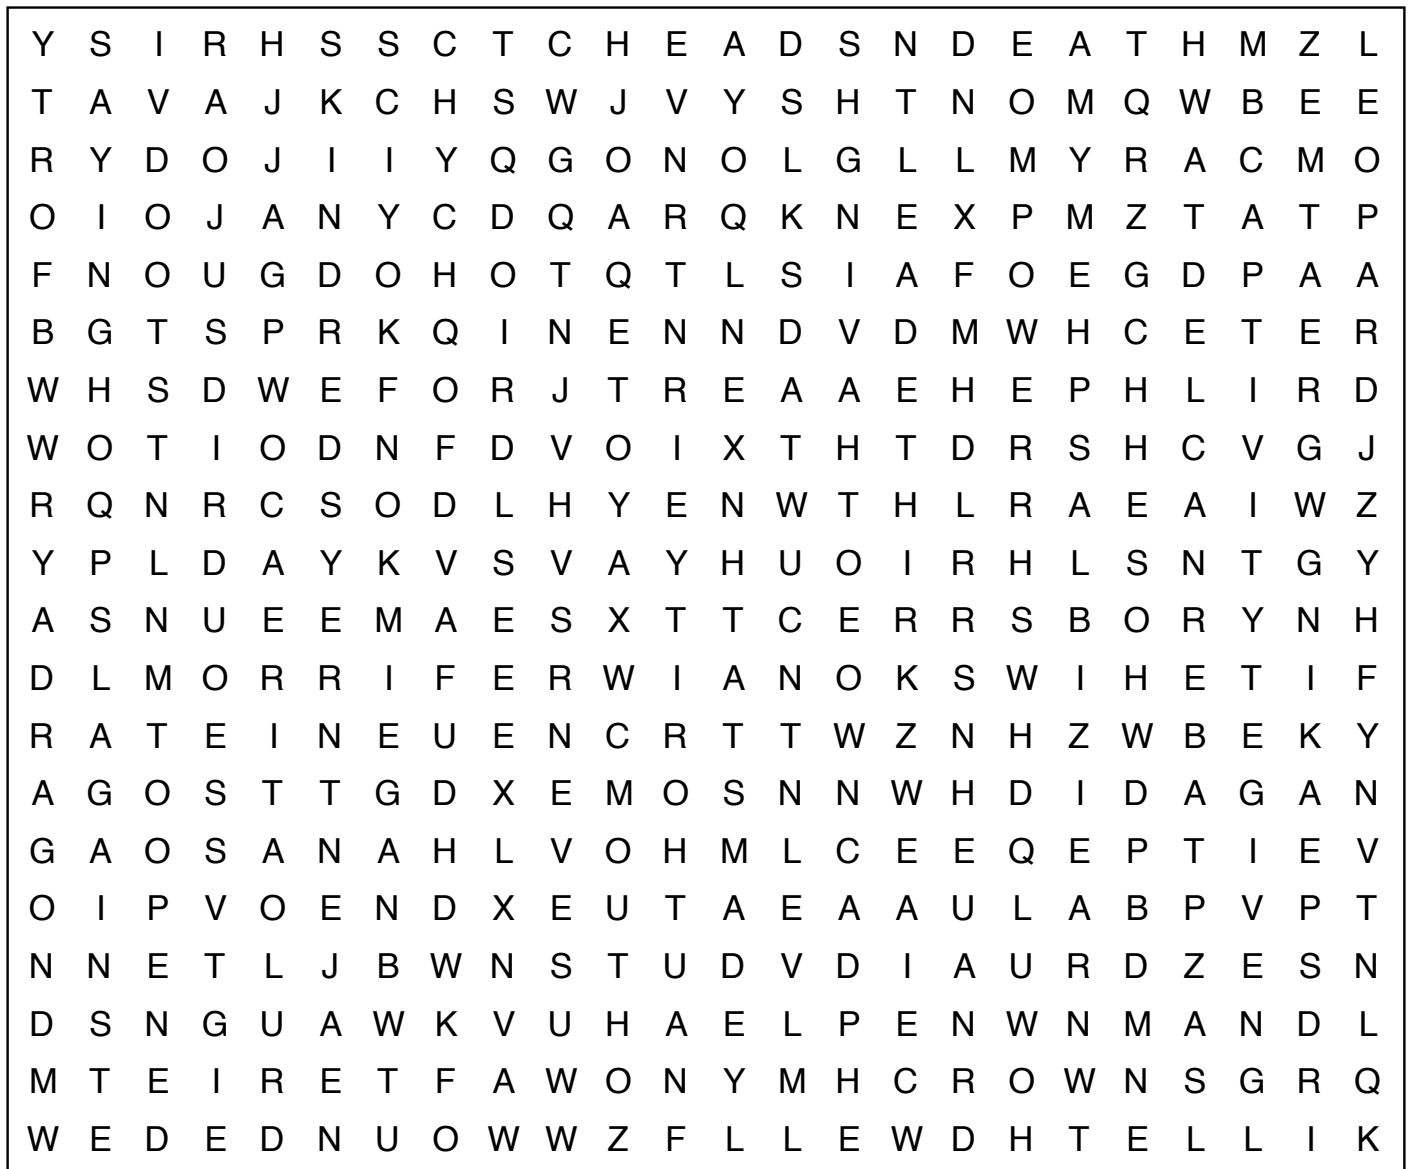 Y S I R H S S C T C H E A D S N D E A T H M Z L
T A V A J K C H S W J V Y S H T N O M Q W B E E
R Y D O J I I Y Q G O N O L G L L M Y R A C M O
O I O J A N Y C D Q A R Q K N E X P M Z T A T P
F N O U G D O H O T Q T L S I A F O E G D P A A
B G T S P R K Q I N E N N D V D M W H C E T E R
W H S D W E F O R J T R E A A E H E P H L I R D
W O T I O D N F D V O I X T H T D R S H C V G J
R Q N R C S O D L H Y E N W T H L R A E A I W Z
Y P L D A Y K V S V A Y H U O I R H L S N T G Y
A S N U E E M A E S X T T C E R R S B O R Y N H
D L M O R R I F E R W I A N O K S W I H E T I F
R A T E I N E U E N C R T T W Z N H Z W B E K Y
A G O S T T G D X E M O S N N W H D I D A G A N
G A O S A N A H L V O H M L C E E Q E P T I E V
O I P V O E N D X E U T A E A A U L A B P V P T
N N E T L J B W N S T U D V D I A U R D Z E S N
D S N G U A W K V U H A E L P E N W N M A N D L
M T E I R E T F A W O N Y M H C R O W N S G R Q
W E D E D N U O W W Z F L L E W D H T E L L I K